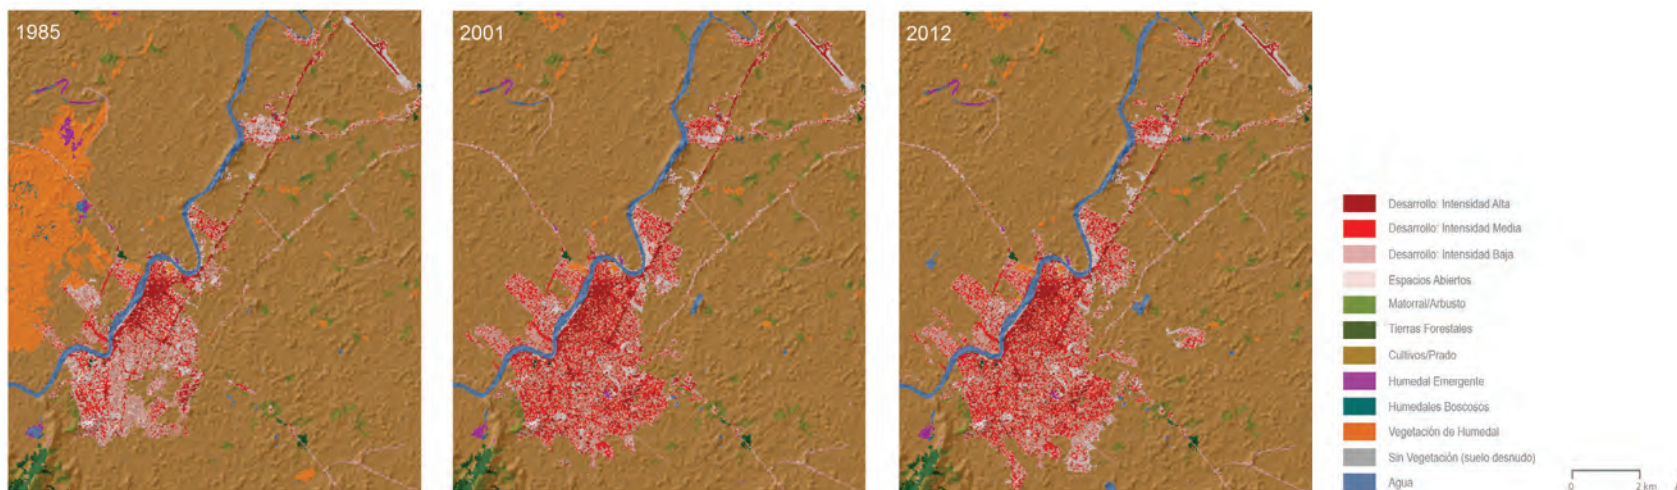 1985
2001
2012
Desarrollo: Intensidad Alta
Desarrollo: Intensidad Media
Desarrollo: Intensidad Baja
Espacios Abiertos
Matorral/Arbusto
Tierras Forestales
Cultivos/Prado
Humedal Emergente
Humedales Boscosos
Vegetación de Humedal
Sin Vegetación (suelo desnudo)
Agua
0 2 km